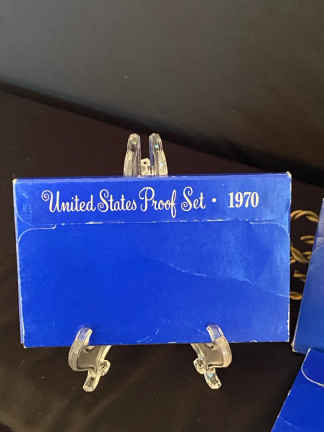 United States Proof Set · 1970